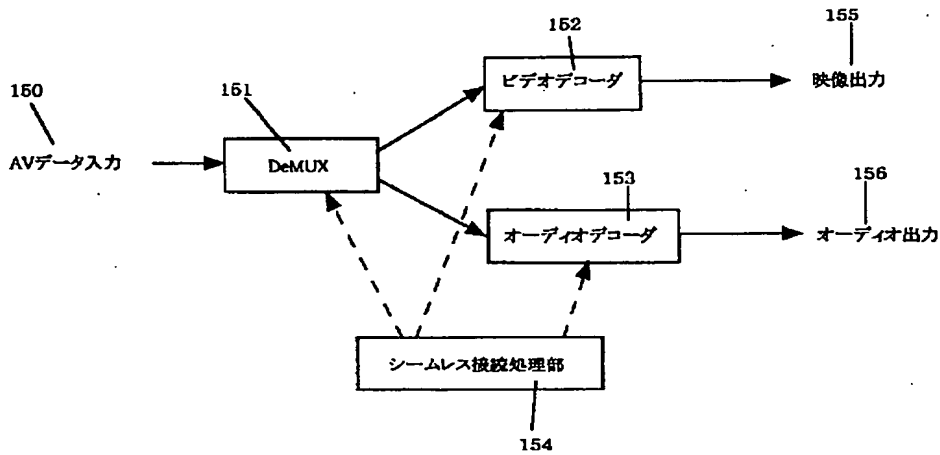 152
155
ビデオデコーダ
映像出力
150
151
AVデータ入力
DeMUX
153
156
オーディオデコーダ
オーディオ出力
シームレス接続処理部
154